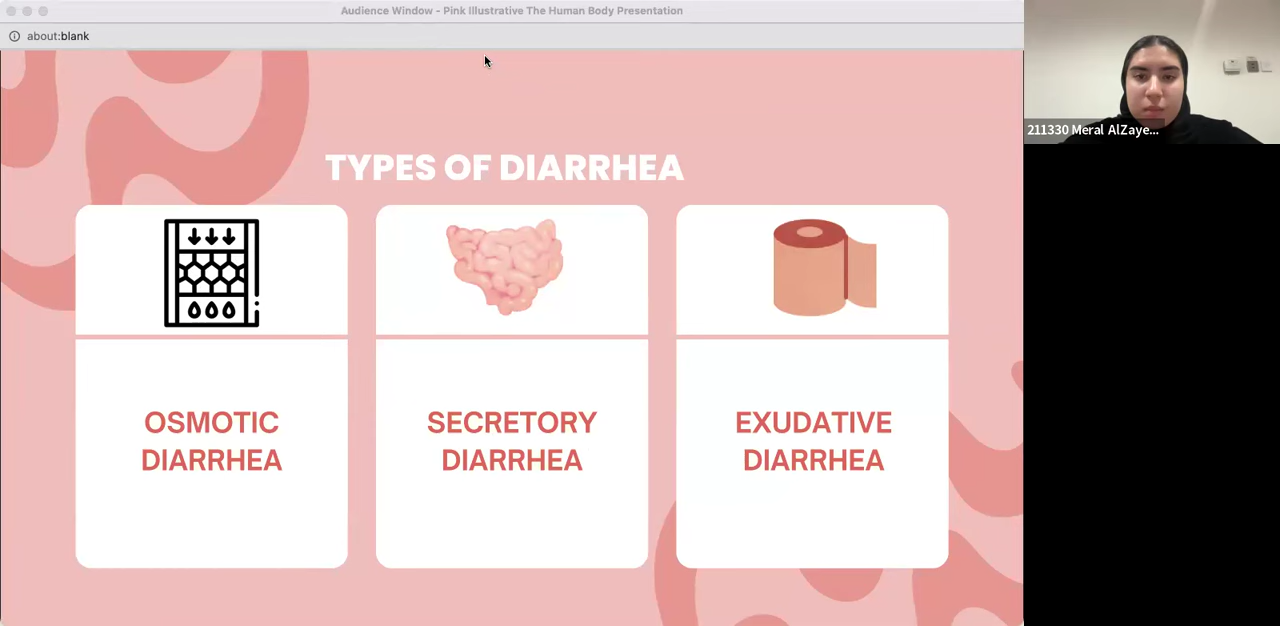 Audience Window - Pink Illustrative The Human Body Presentation
about:blank
211330 Meral AlZaye...
TYPES OF DIARRHEA
OSMOTIC
DIARRHEA
SECRETORY
DIARRHEA
EXUDATIVE
DIARRHEA